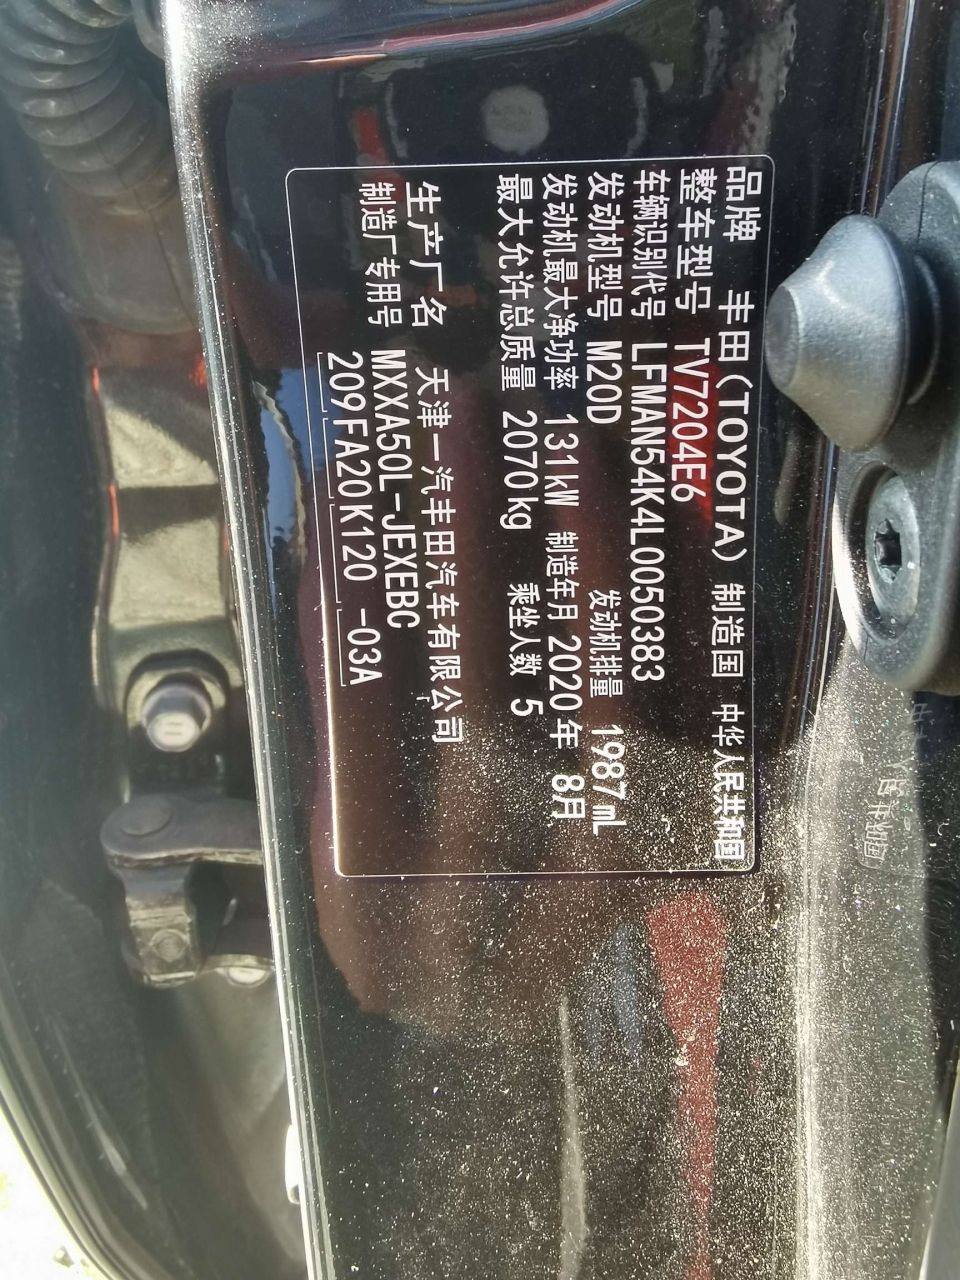 品牌 丰田(TOYOTA) 制造国 中华人民共和国
整车型号 TV7204E6
车辆识别代号 LFMAN54K4L0050383
发动机型号 M20D 发动机排量 1987mL
发动机最大净功率 131kW 制造年月 2020年 8月
最大允许总质量 2070kg 乘坐人数 5
生产厂名 天津一汽丰田汽车有限公司
制造厂专用号 MXXA50L-JEXEBC
209FA20K120 -03A